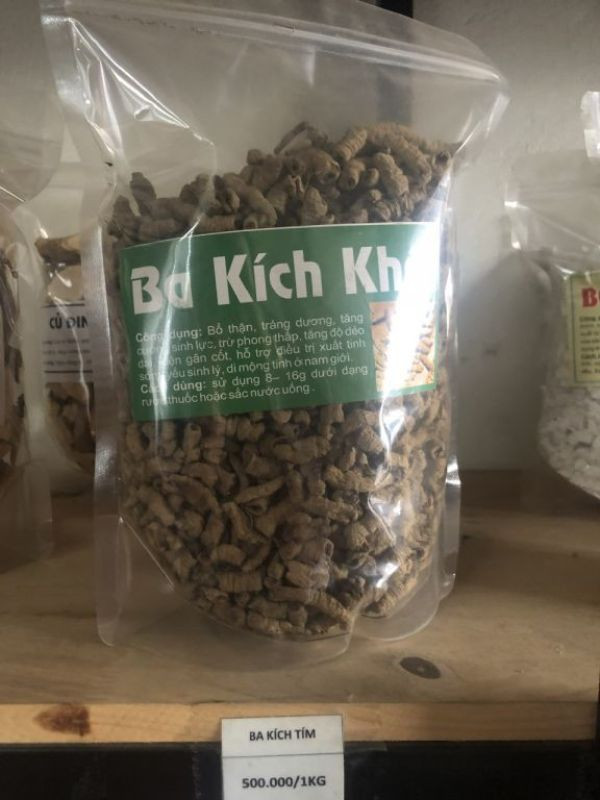 Ba Kích Kh
Công dụng: Bổ thận, tráng dương, tăng
sinh lực, trừ phong thấp, tăng độ dẻo
gân cốt, hỗ trợ điều trị xuất tinh
yếu sinh lý, di mộng tinh ở nam giới.
dùng: sử dụng 8– 16g dưới dạng
thuốc hoặc sắc nước uống.
CỦ ĐIN
BA KÍCH TÍM
500.000/1KG